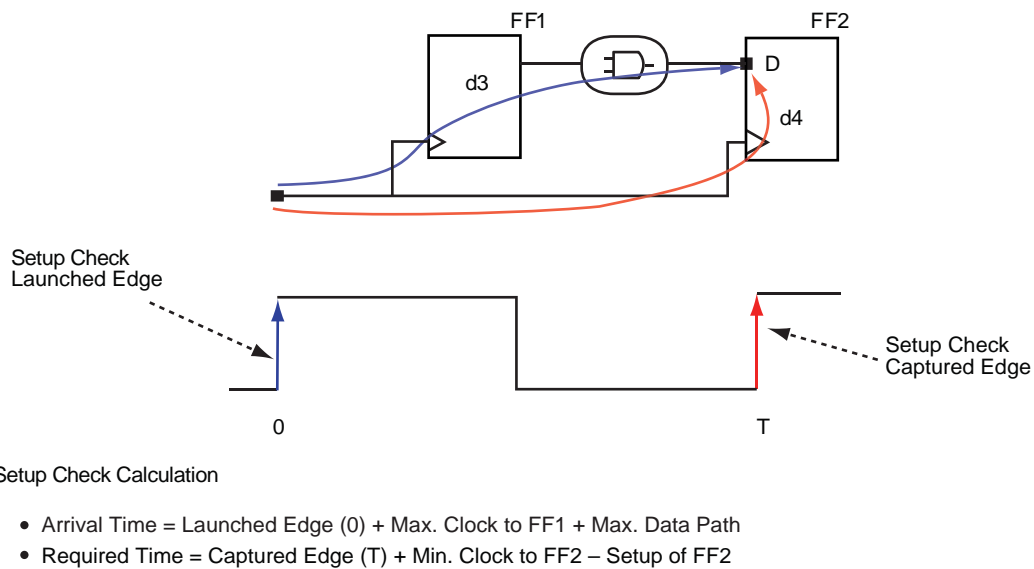 FF1
FF2
d3
D
d4
Setup Check
Launched Edge
Setup Check
Captured Edge
0
T
Setup Check Calculation
• Arrival Time = Launched Edge (0) + Max. Clock to FF1 + Max. Data Path
• Required Time = Captured Edge (T) + Min. Clock to FF2 – Setup of FF2